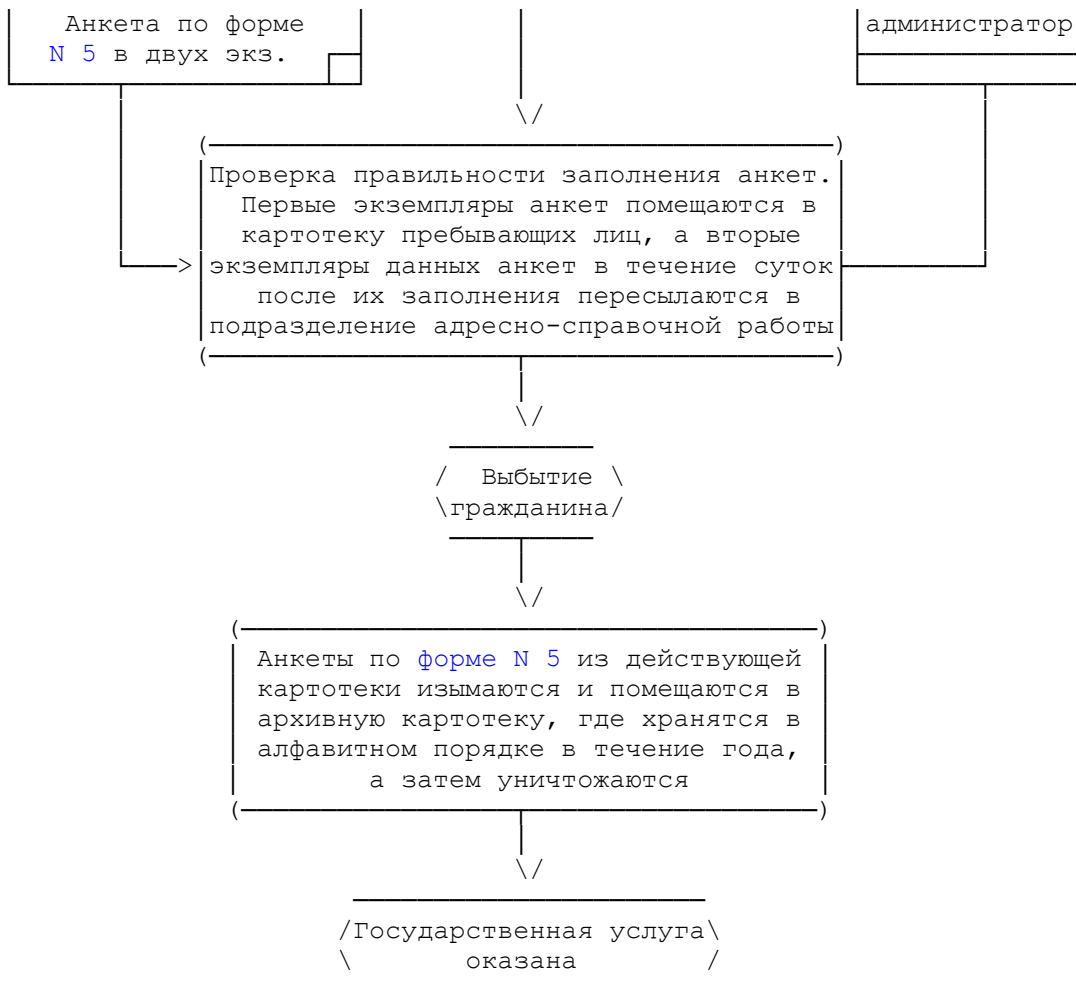 Анкета по форме
N 5 в двух экз.
администратор
Проверка правильности заполнения анкет.
Первые экземпляры анкет помещаются в
картотеку пребывающих лиц, а вторые
экземпляры данных анкет в течение суток
после их заполнения пересылаются в
подразделение адресно-справочной работы
Выбытие
гражданина
Анкеты по форме N 5 из действующей
картотеки изымаются и помещаются в
архивную картотеку, где хранятся в
алфавитном порядке в течение года,
а затем уничтожаются
Государственная услуга
оказана